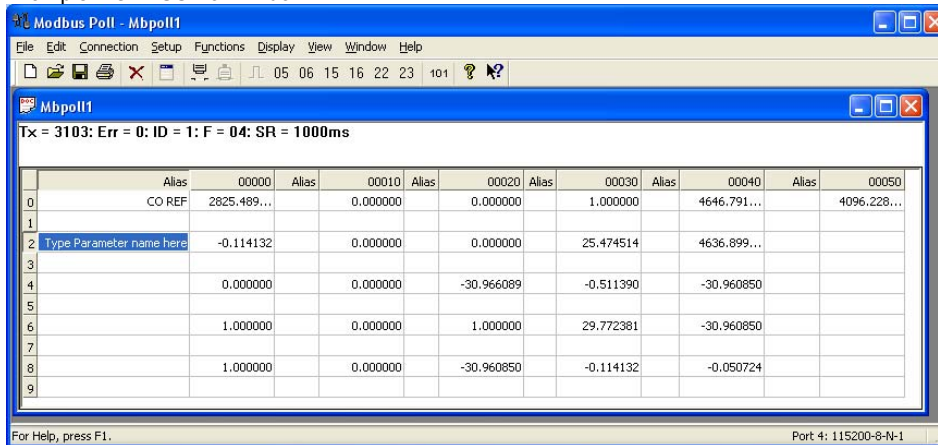 Modbus Poll - Mbpoll1
File Edit Connection Setup Functions Display View Window Help
05 06 15 16 22 23 101
Mbpoll1
Tx = 3103: Err = 0: ID = 1: F = 04: SR = 1000ms
Alias 00000 Alias 00010 Alias 00020 Alias 00030 Alias 00040 Alias 00050
0 CO REF 2825.489... 0.000000 0.000000 1.000000 4646.791... 4096.228...
1
2 Type Parameter name here -0.114132 0.000000 0.000000 25.474514 4636.899...
3
4 0.000000 0.000000 -30.966089 -0.511390 -30.960850
5
6 1.000000 0.000000 1.000000 29.772381 -30.960850
7
8 1.000000 0.000000 -30.960850 -0.114132 -0.050724
9
For Help, press F1. Port 4: 115200-8-N-1